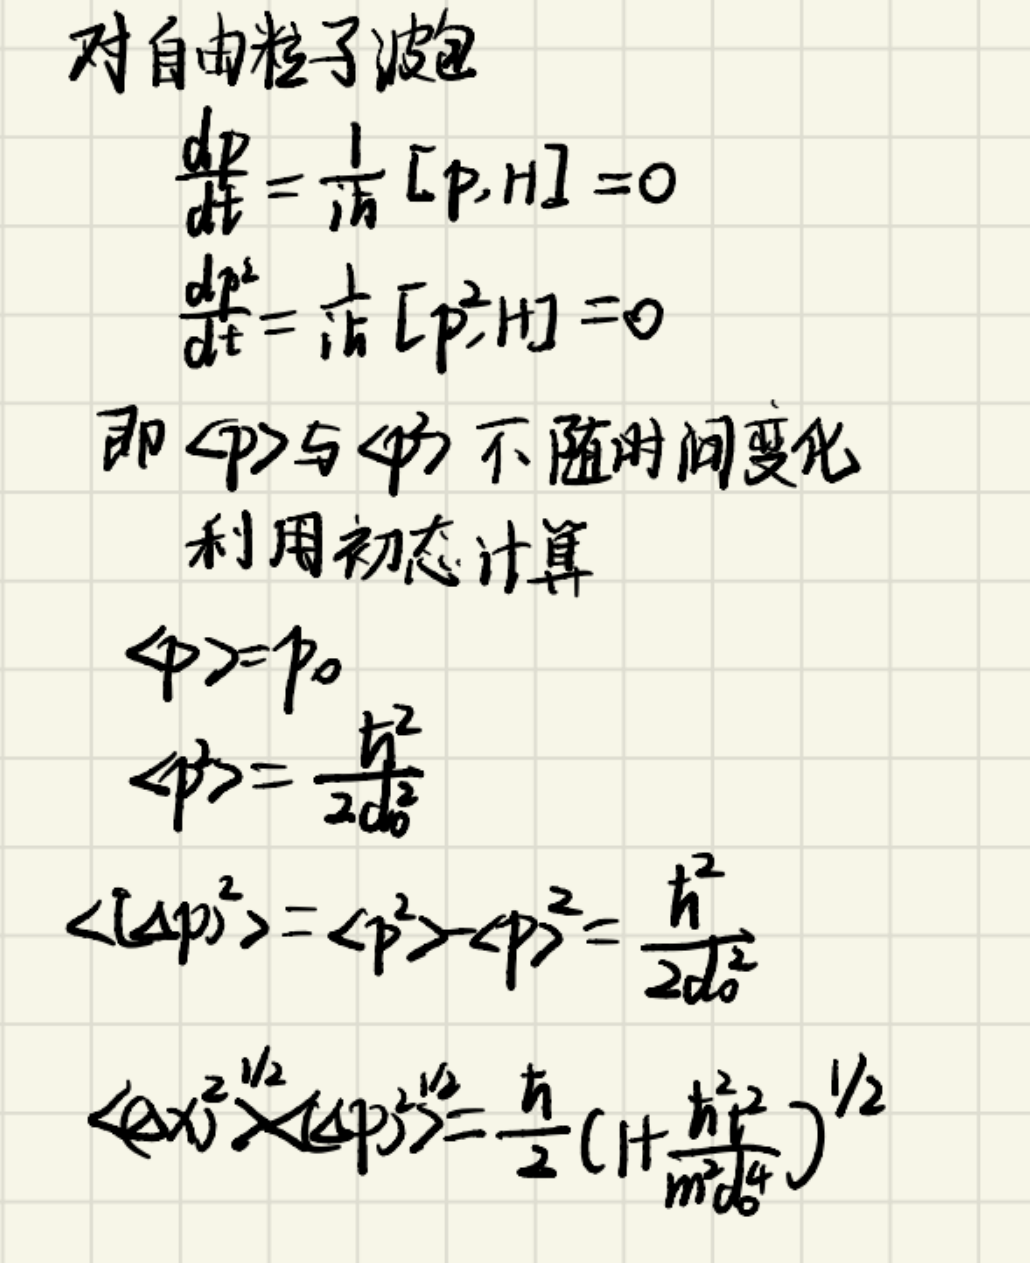 对自由粒子波包
dp/dt = 1/iħ [p, H] = 0
dp²/dt = 1/iħ [p², H] = 0
即 <p> 与 <p²> 不随时间变化
利用初态计算
<p> = p₀
<p²> = ħ²/2d₀²
<(Δp)²> = <p²> - <p>² = ħ²/2d₀²
<(Δx)²>^1/2 <(Δp)²>^1/2 = ħ/2 (1 + ħ²t²/m²d₀⁴)^1/2